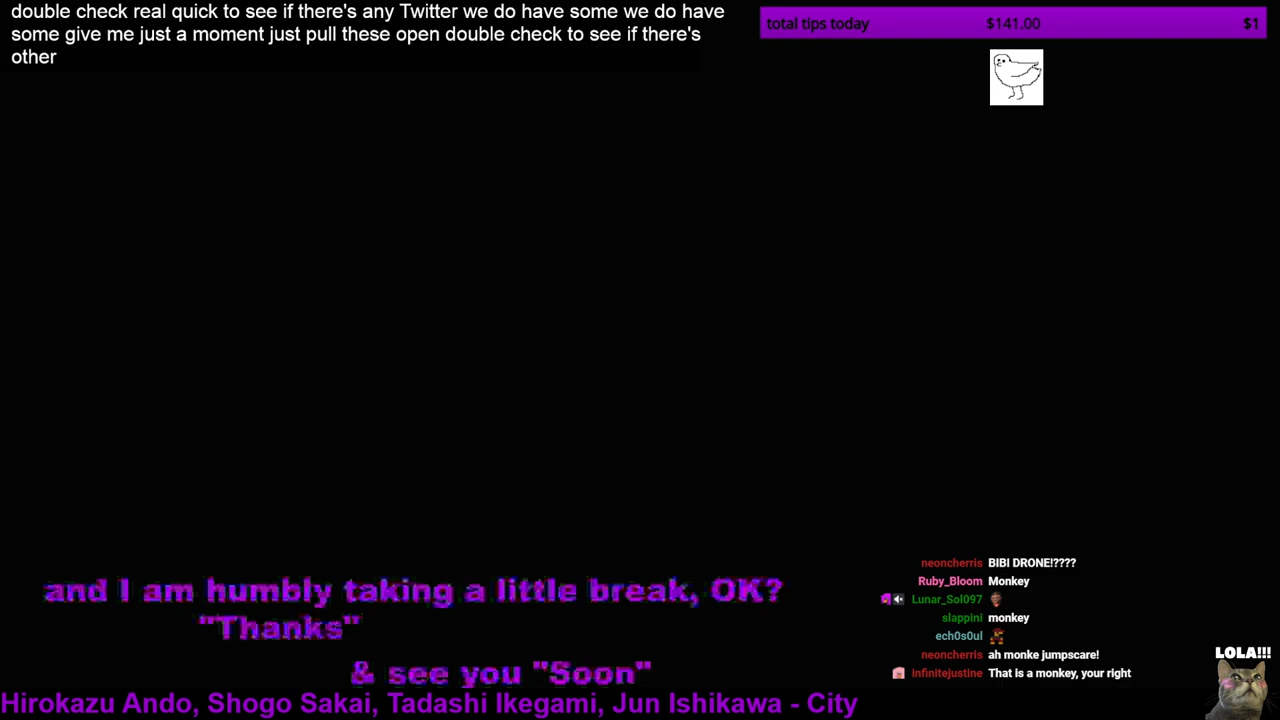 double check real quick to see if there's any Twitter we do have some we do have
some give me just a moment just pull these open double check to see if there's
other
total tips today $141.00 $1
and I am humbly taking a little break, OK?
"Thanks"
& see you "Soon"
neoncherris BIBI DRONE!????
Ruby_Bloom Monkey
Lunar_Sol097
slappini monkey
ech0s0ul
neoncherris ah monke jumpscare!
infinitejustine That is a monkey, your right
LOLA!!!
Hirokazu Ando, Shogo Sakai, Tadashi Ikegami, Jun Ishikawa - City